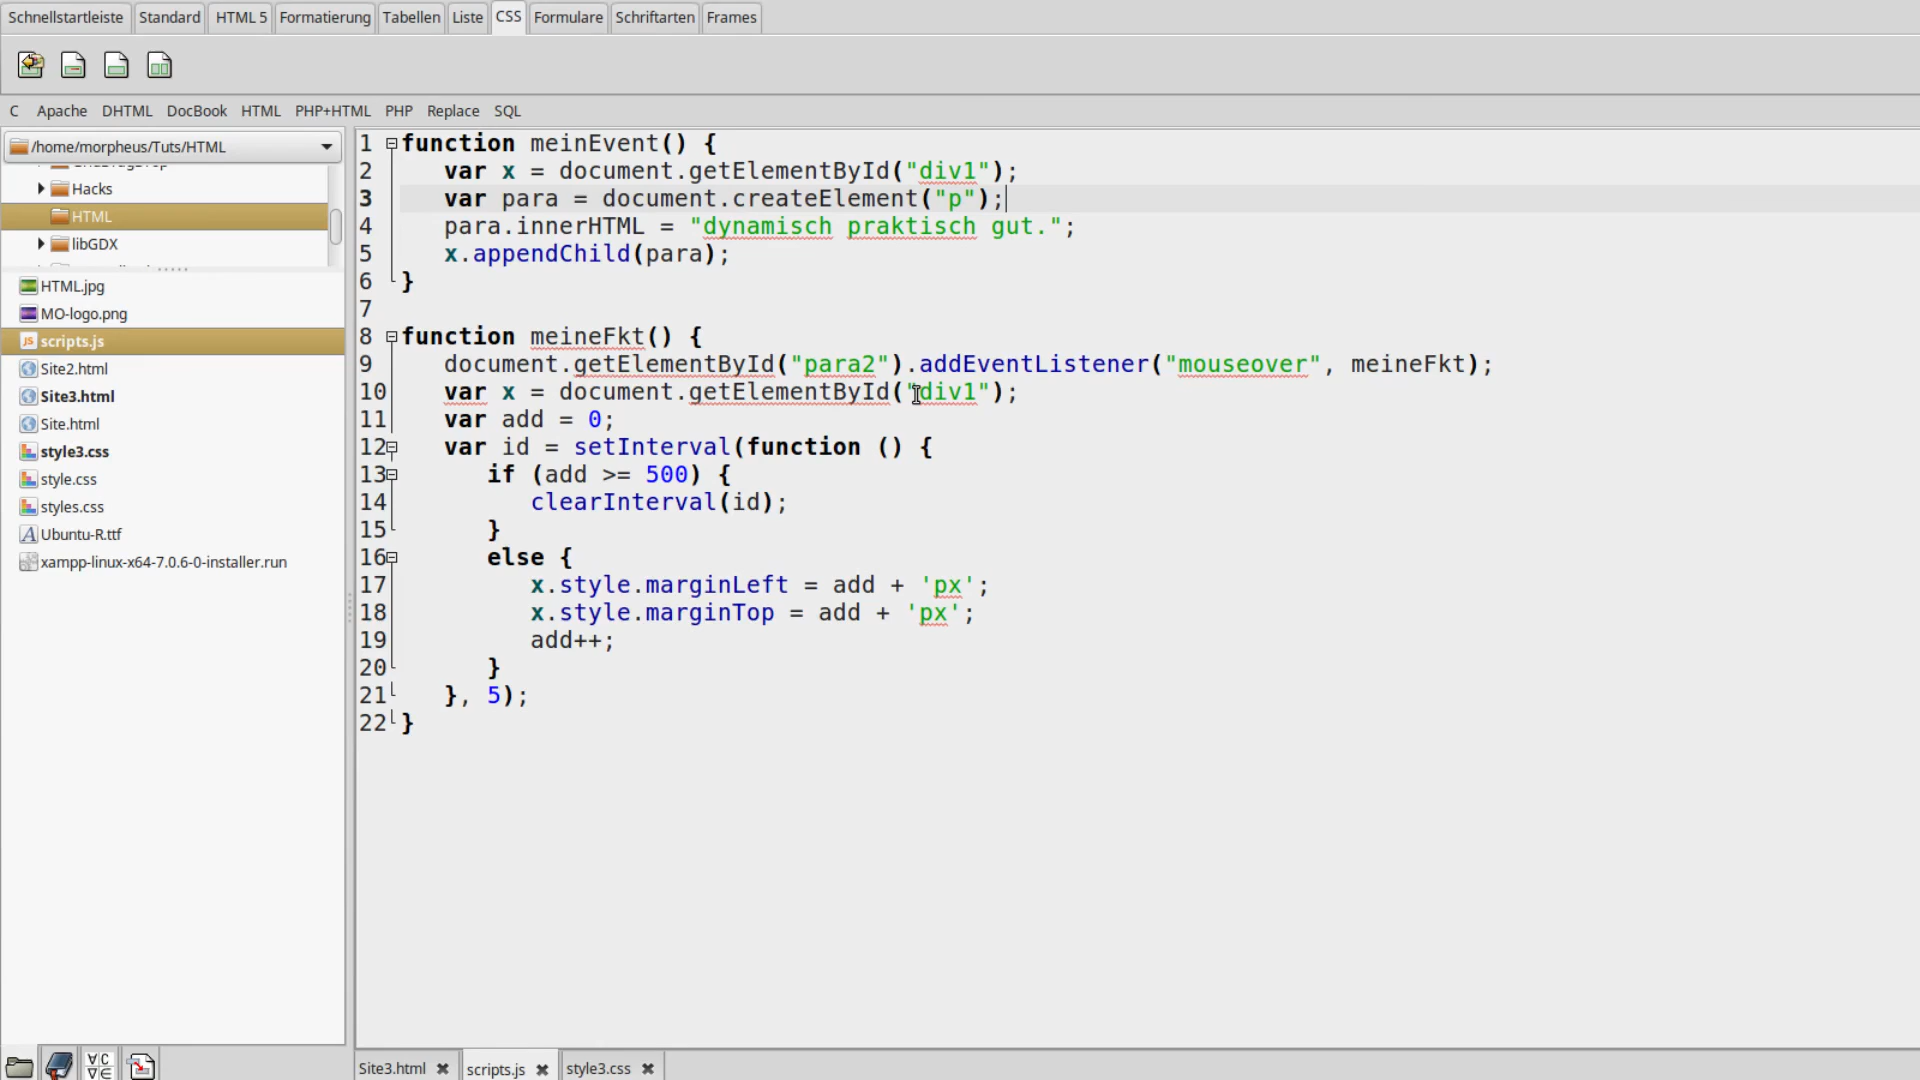 Schnellstartleiste Standard HTML 5 Formatierung Tabellen Liste CSS Formulare Schriftarten Frames
C Apache DHTML DocBook HTML PHP+HTML PHP Replace SQL
/home/morpheus/Tuts/HTML
Hacks
HTML
libGDX
HTML.jpg
MO-logo.png
JS scripts.js
Site2.html
Site3.html
Site.html
style3.css
style.css
styles.css
Ubuntu-R.ttf
xampp-linux-x64-7.0.6-0-installer.run
1 function meinEvent() {
2 var x = document.getElementById("div1");
3 var para = document.createElement("p");
4 para.innerHTML = "dynamisch praktisch gut.";
5 x.appendChild(para);
6 }
7
8 function meineFkt() {
9 document.getElementById("para2").addEventListener("mouseover", meineFkt);
10 var x = document.getElementById("div1");
11 var add = 0;
12 var id = setInterval(function () {
13 if (add >= 500) {
14 clearInterval(id);
15 }
16 else {
17 x.style.marginLeft = add + 'px';
18 x.style.marginTop = add + 'px';
19 add++;
20 }
21 }, 5);
22 }
Site3.html scripts.js style3.css